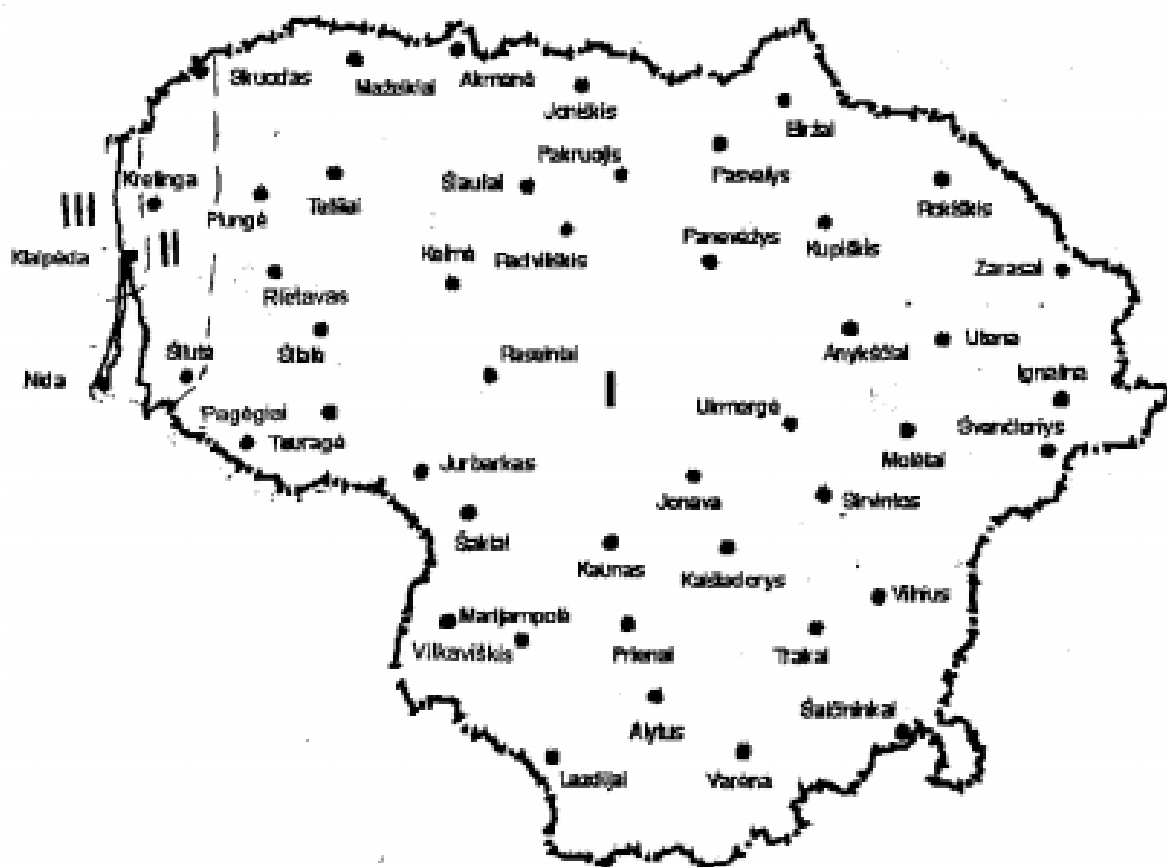 Skuodas
Mažeikiai
Akmenė
Joniškis
Biržai
Pakruojis
Pasvalys
Kretinga
Šiauliai
Plungė
Telšiai
Rokiškis
III
II
Klaipėda
Kelmė
Radviliškis
Panevėžys
Kupiškis
Zarasai
Rietavas
Šilutė
Šilalė
Raseiniai
Anykščiai
Utena
Nida
I
Ignalina
Pagėgiai
Tauragė
Ukmergė
Švenčionys
Molėtai
Jurbarkas
Jonava
Širvintos
Šakiai
Kaunas
Kaišiadorys
Vilnius
Marijampolė
Vilkaviškis
Prienai
Trakai
Šalčininkai
Alytus
Lazdijai
Varėna